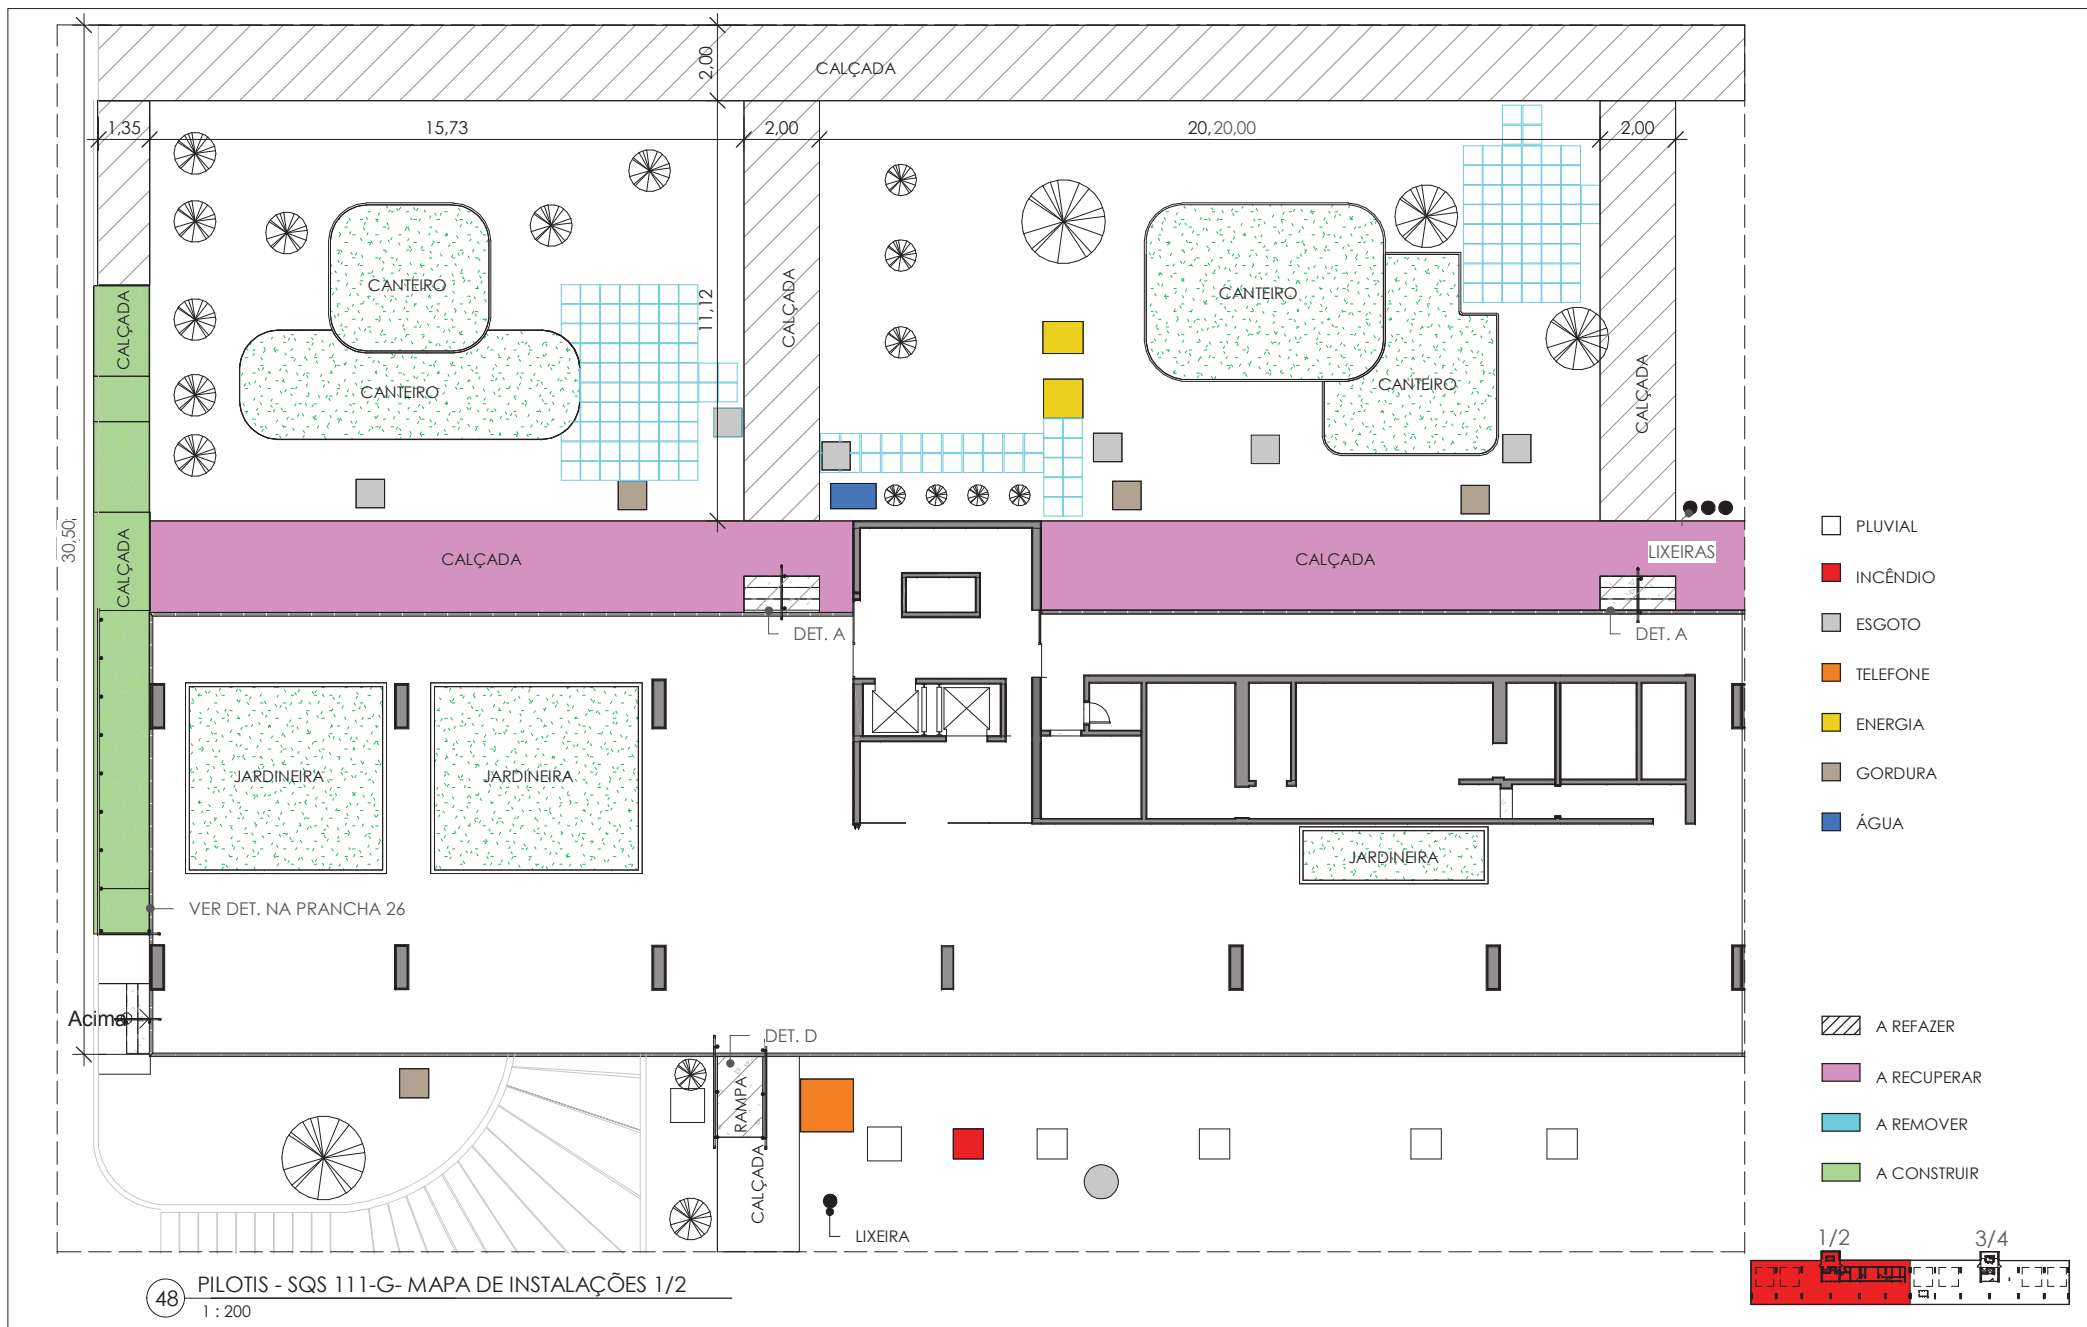 2,00
CALÇADA
1,35
15,73
2,00
20,20,00
2,00
CANTEIRO
CANTEIRO
11,12
CALÇADA
CALÇADA
CANTEIRO
CANTEIRO
CALÇADA
30,50
CALÇADA
CALÇADA
CALÇADA
LIXEIRAS
DET. A
DET. A
JARDINEIRA
JARDINEIRA
JARDINEIRA
VER DET. NA PRANCHA 26
Acima
DET. D
RAMPA
CALÇADA
LIXEIRA
PLUVIAL
INCÊNDIO
ESGOTO
TELEFONE
ENERGIA
GORDURA
ÁGUA
A REFAZER
A RECUPERAR
A REMOVER
A CONSTRUIR
1/2
3/4
48
PILOTIS - SQS 111-G- MAPA DE INSTALAÇÕES 1/2
1 : 200